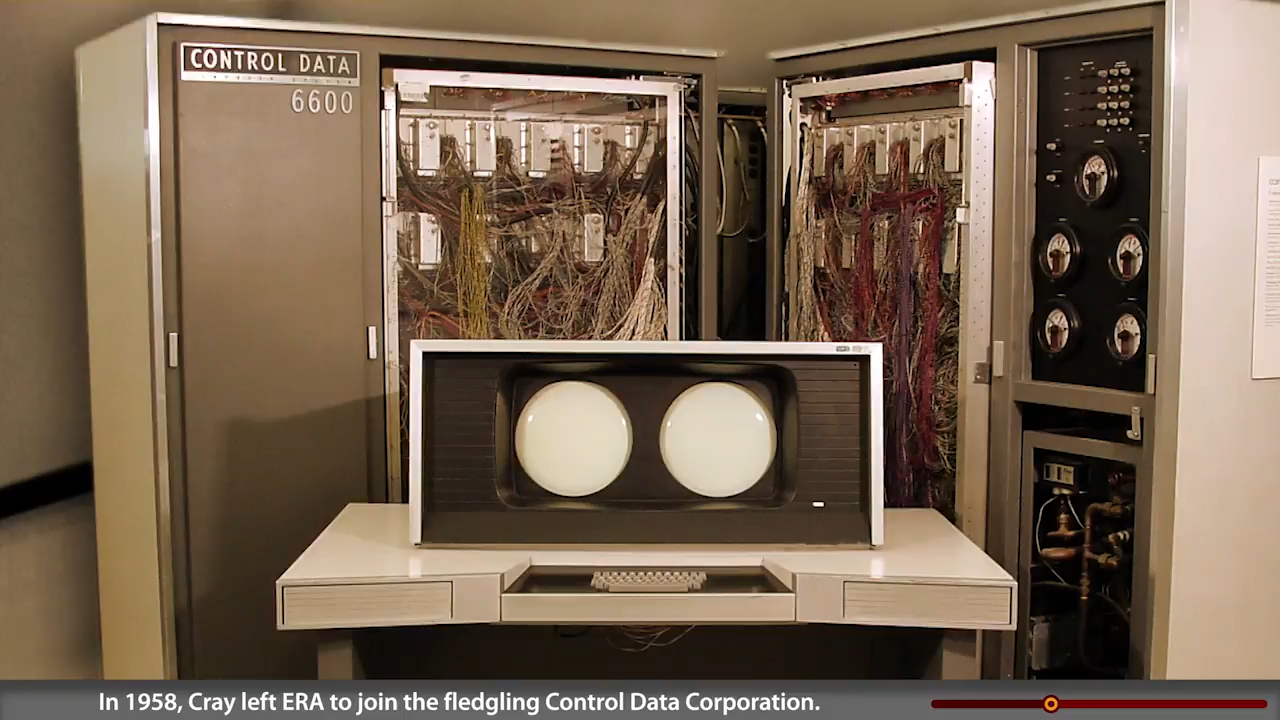 CONTROL DATA
6600
In 1958, Cray left ERA to join the fledgling Control Data Corporation.